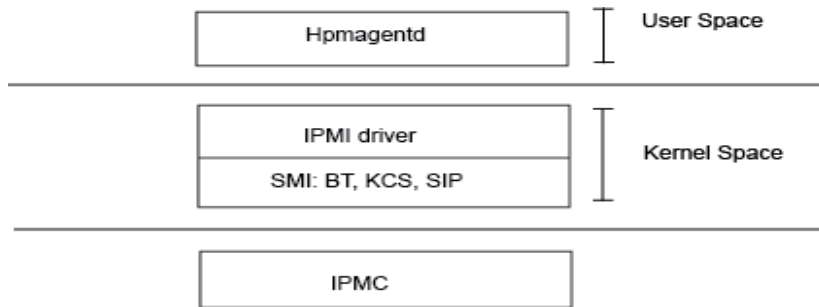 Hpmagentd
User Space
IPMI driver
SMI: BT, KCS, SIP
Kernel Space
IPMC